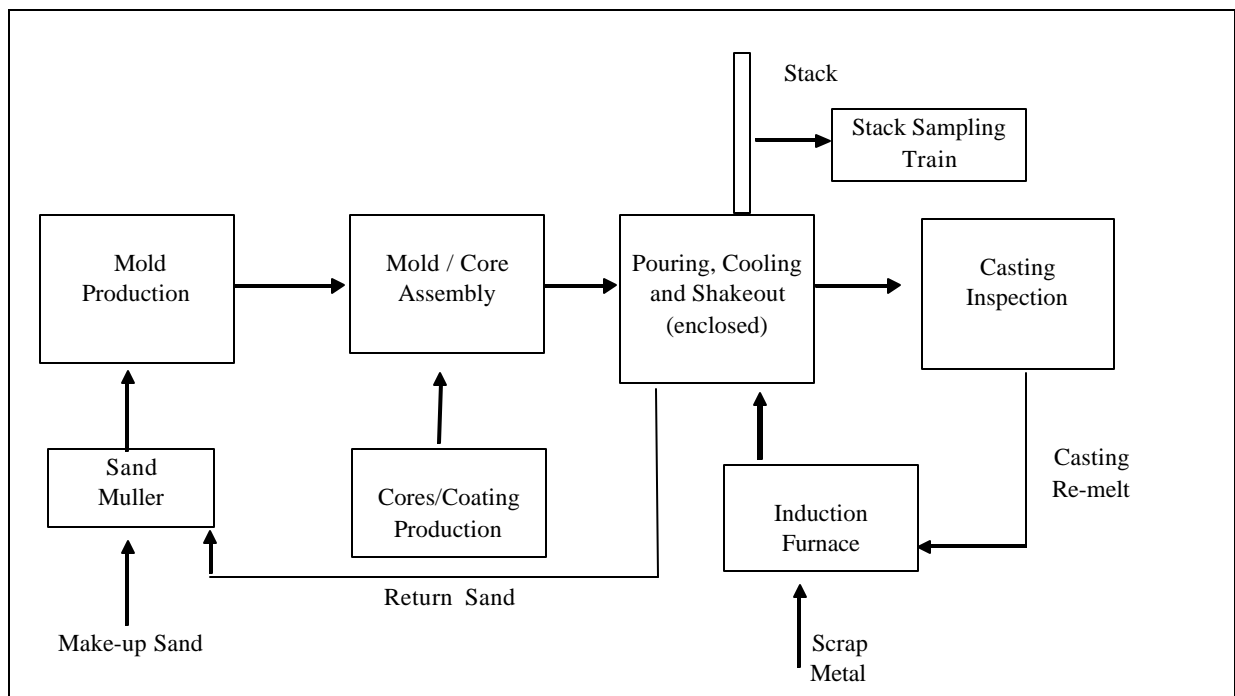 Stack
Stack Sampling
Train
Mold
Production
Mold / Core
Assembly
Pouring, Cooling
and Shakeout
(enclosed)
Casting
Inspection
Sand
Muller
Cores/Coating
Production
Induction
Furnace
Casting
Re-melt
Return Sand
Make-up Sand
Scrap
Metal